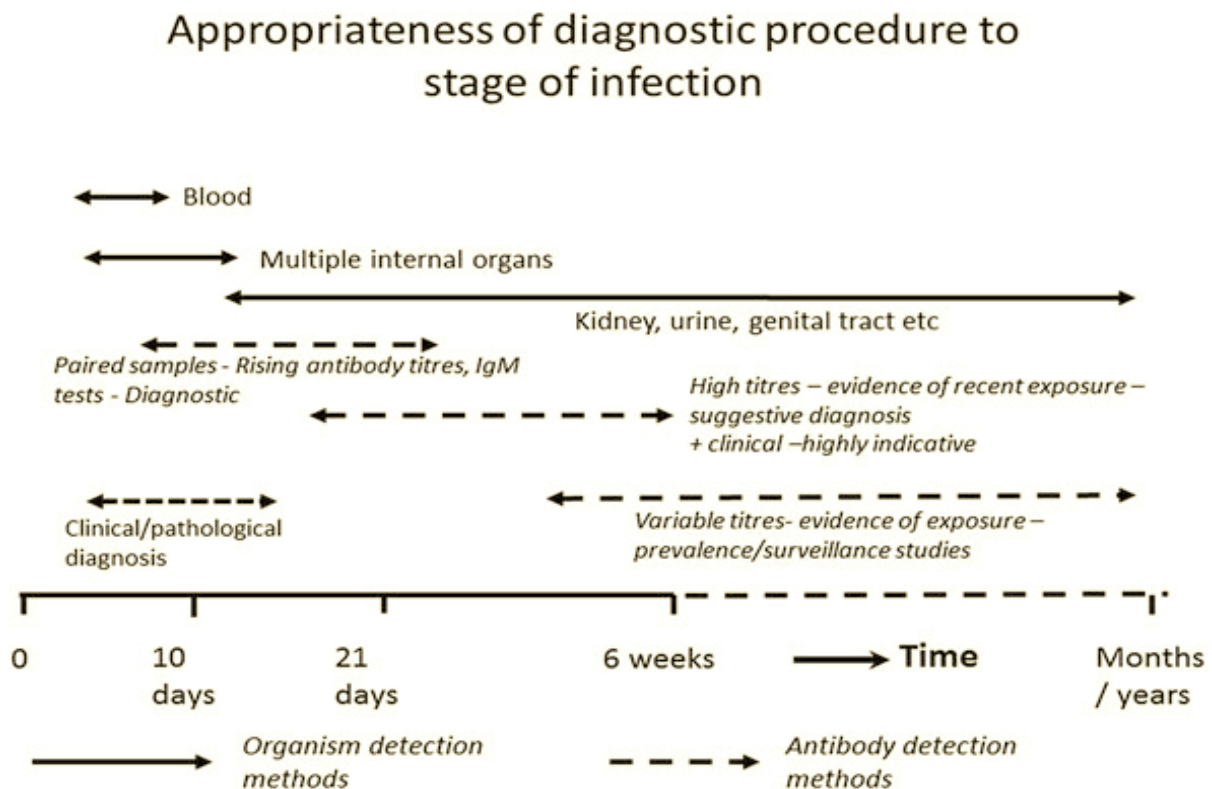 Appropriateness of diagnostic procedure to
stage of infection
Blood
Multiple internal organs
Kidney, urine, genital tract etc
Paired samples - Rising antibody titres, IgM
tests - Diagnostic
High titres – evidence of recent exposure –
suggestive diagnosis
+ clinical –highly indicative
Clinical/pathological
diagnosis
Variable titres- evidence of exposure –
prevalence/surveillance studies
0
10
days
21
days
6 weeks
Time
Months
/ years
Organism detection
methods
Antibody detection
methods